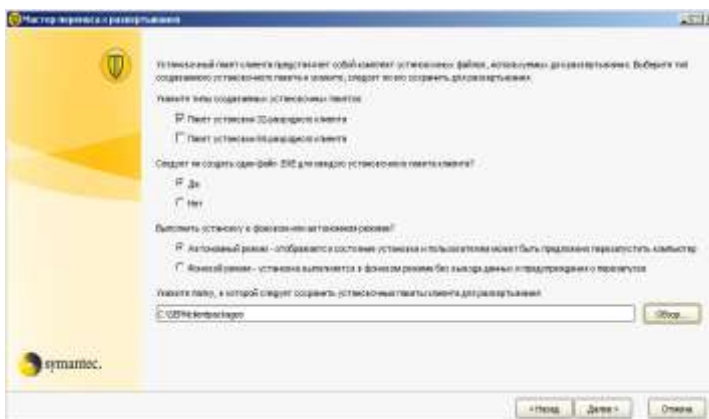 Мастер переноса и развертывания
Установочный пакет клиента представляет собой комплект установочных файлов, используемых для развертывания. Выберите тип
создаваемого установочного пакета и укажите, следует ли его сохранить для развертывания.
Укажите типы создаваемых установочных пакетов
Пакет установки 32-разрядного клиента
Пакет установки 64-разрядного клиента
Следует ли создать один файл .EXE для каждого установочного пакета клиента?
Да
Нет
Выполнить установку в фоновом или автономном режиме?
Автономный режим - отображается состояние установки и пользователям может быть предложено перезапустить компьютер
Фоновый режим - установка выполняется в фоновом режиме без вывода данных и предупреждения о перезапуске
Укажите папку, в которой следует сохранить установочные пакеты клиента для развертывания
Обзор...
symantec.
< Назад
Далее >
Отмена